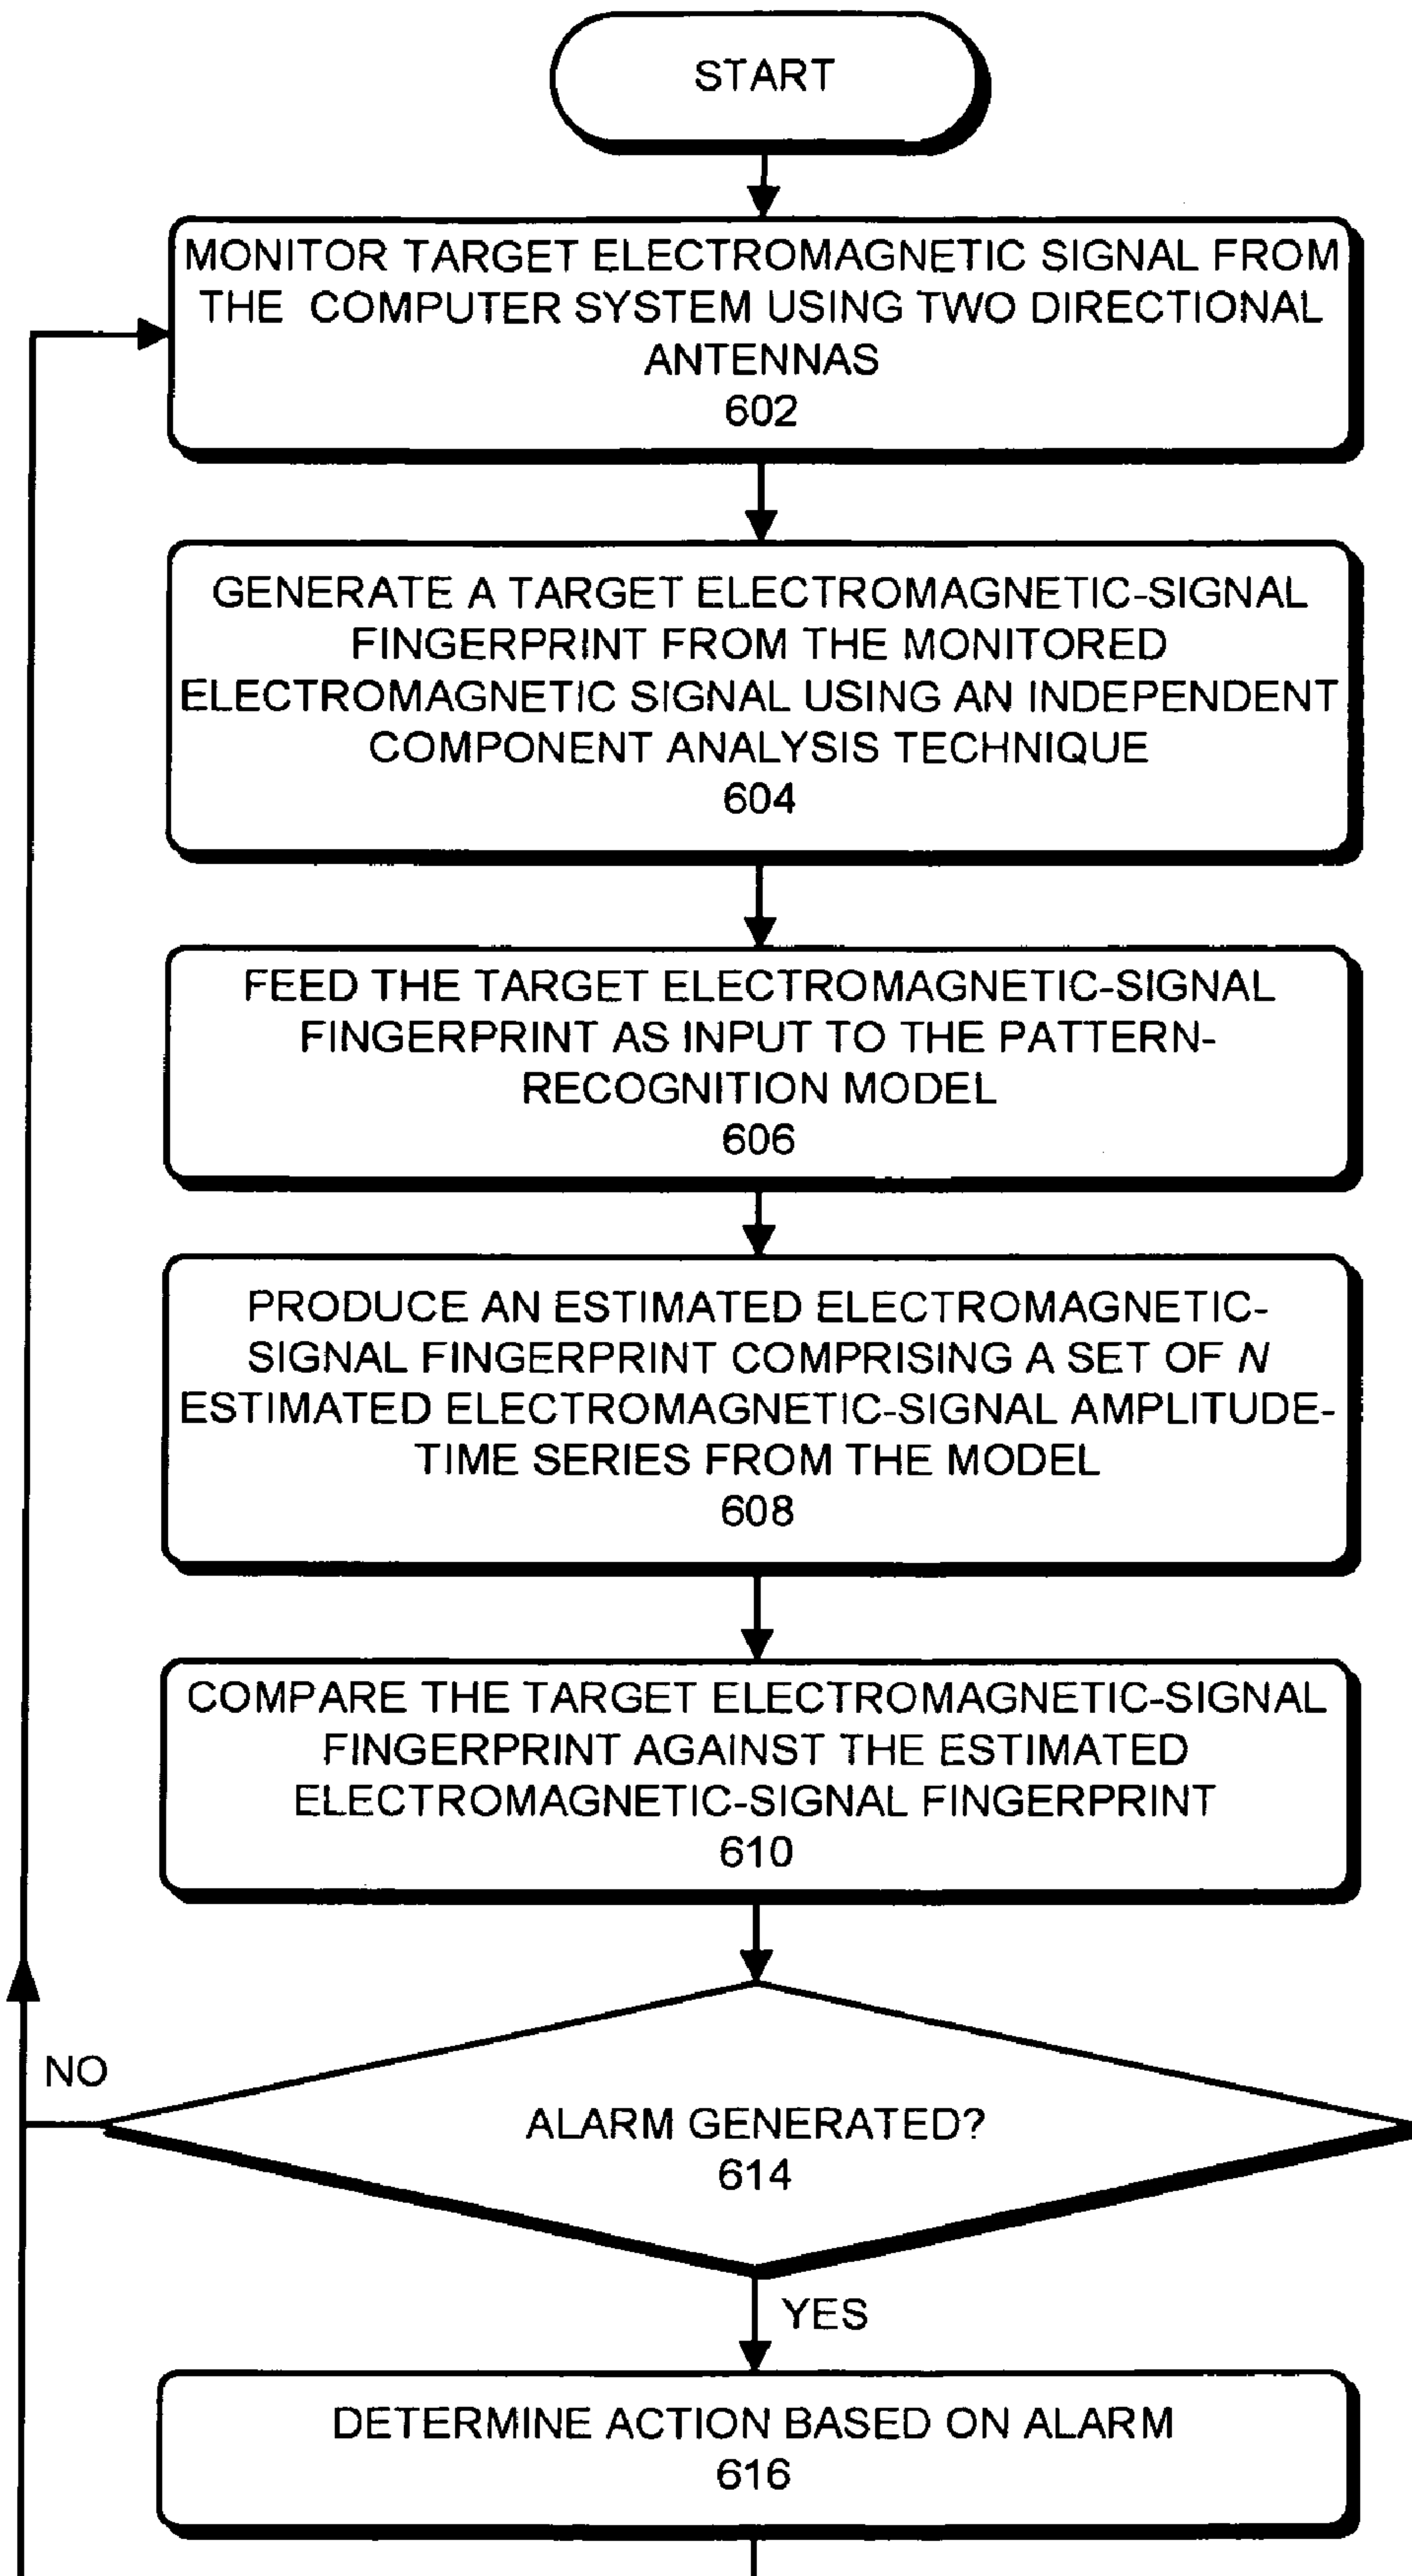 START
MONITOR TARGET ELECTROMAGNETIC SIGNAL FROM
THE COMPUTER SYSTEM USING TWO DIRECTIONAL
ANTENNAS
602
GENERATE A TARGET ELECTROMAGNETIC-SIGNAL
FINGERPRINT FROM THE MONITORED
ELECTROMAGNETIC SIGNAL USING AN INDEPENDENT
COMPONENT ANALYSIS TECHNIQUE
604
FEED THE TARGET ELECTROMAGNETIC-SIGNAL
FINGERPRINT AS INPUT TO THE PATTERN-
RECOGNITION MODEL
606
PRODUCE AN ESTIMATED ELECTROMAGNETIC-
SIGNAL FINGERPRINT COMPRISING A SET OF N
ESTIMATED ELECTROMAGNETIC-SIGNAL AMPLITUDE-
TIME SERIES FROM THE MODEL
608
COMPARE THE TARGET ELECTROMAGNETIC-SIGNAL
FINGERPRINT AGAINST THE ESTIMATED
ELECTROMAGNETIC-SIGNAL FINGERPRINT
610
NO
ALARM GENERATED?
614
YES
DETERMINE ACTION BASED ON ALARM
616